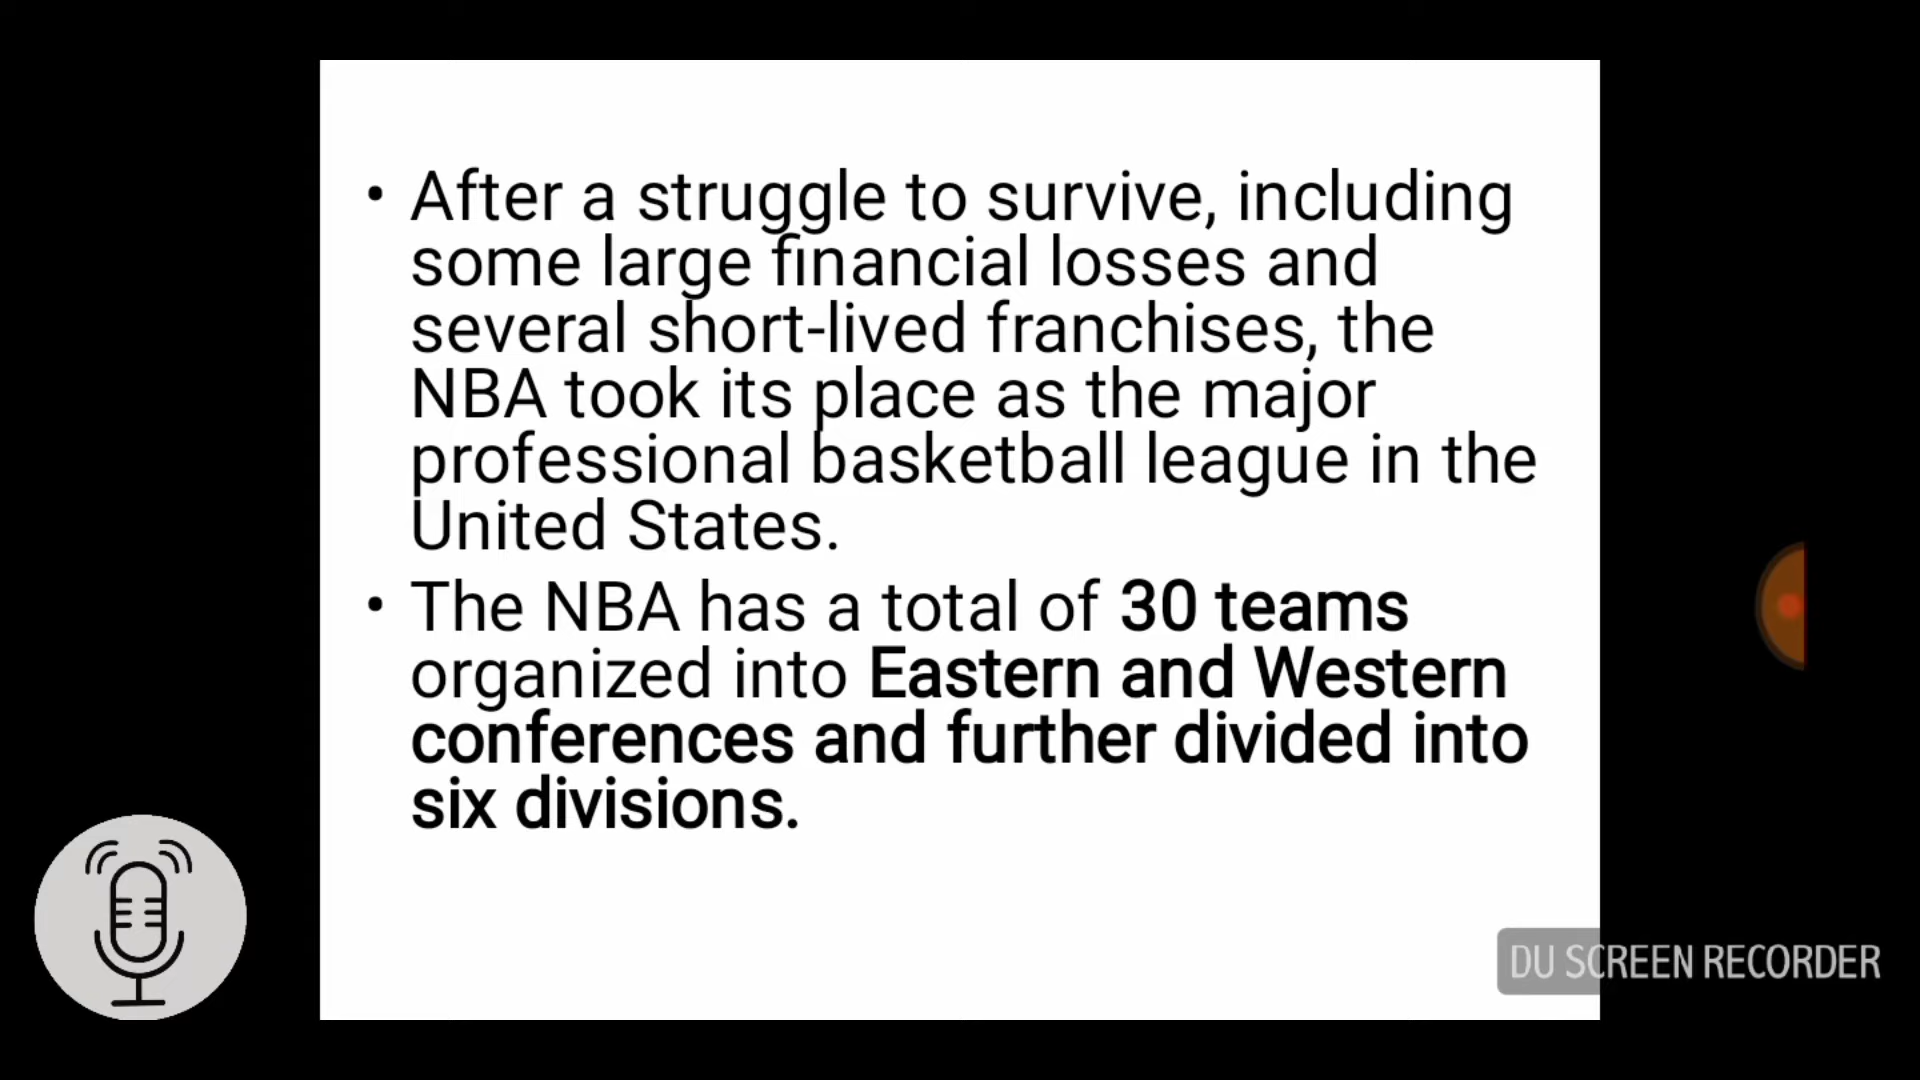 • After a struggle to survive, including
some large financial losses and
several short-lived franchises, the
NBA took its place as the major
professional basketball league in the
United States.
• The NBA has a total of 30 teams
organized into Eastern and Western
conferences and further divided into
six divisions.
DU SCREEN RECORDER